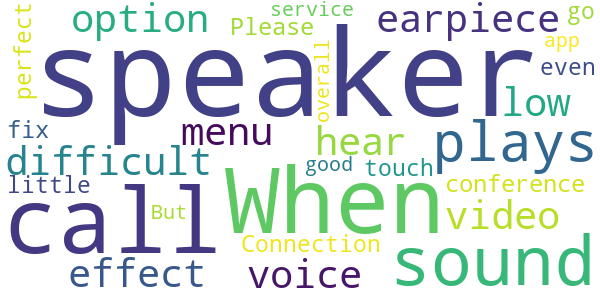 service
option
Please
earpiece
go
perfect
speaker
overall
app
even
low
fix
menu
hear
plays
difficult
good
touch
little
When
conference
call
But
video
Connection
sound
effect
voice